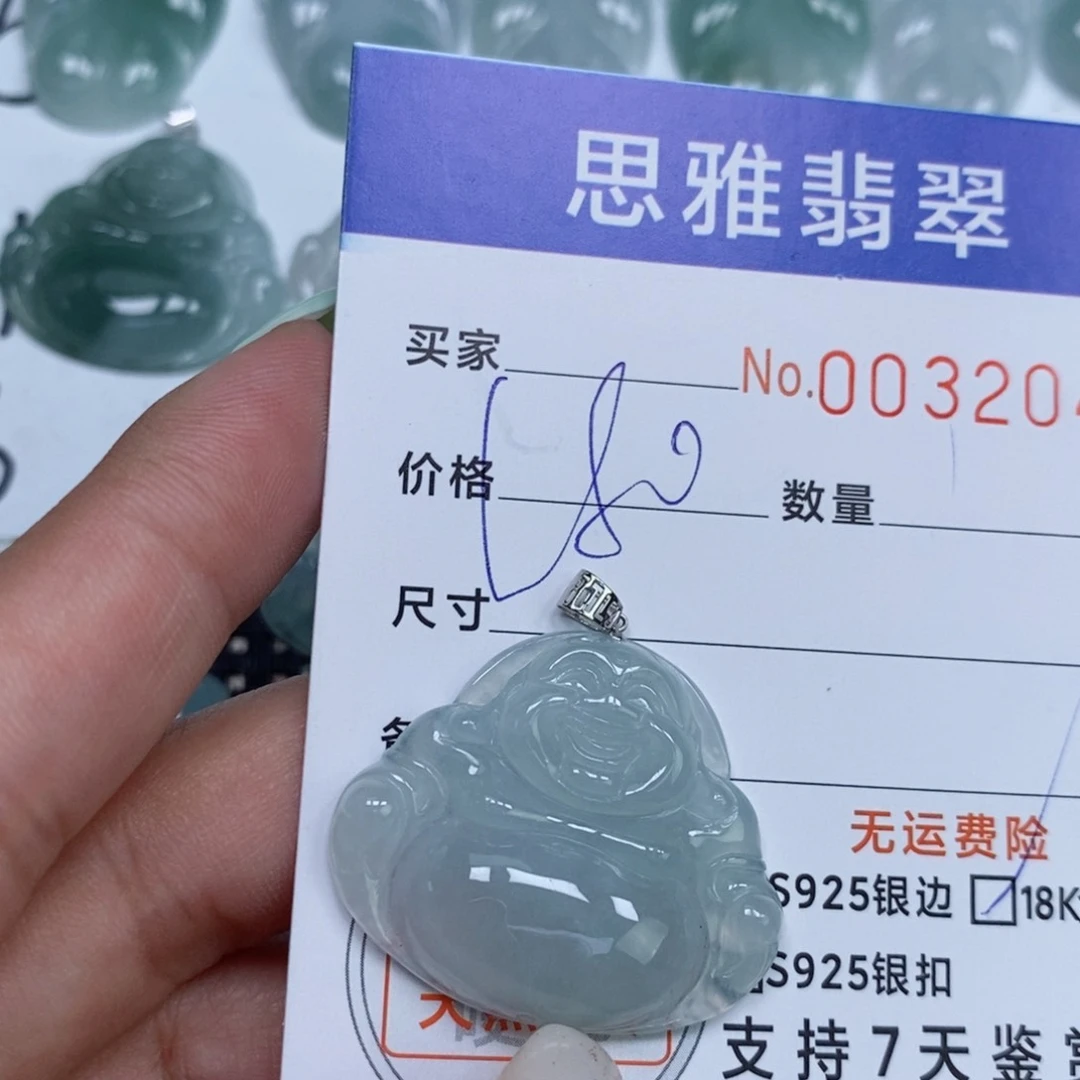 思雅翡翠
买家
No.00320
价格
数量
尺寸
无运费险
S925银边 18K
S925银扣
支持7天鉴赏